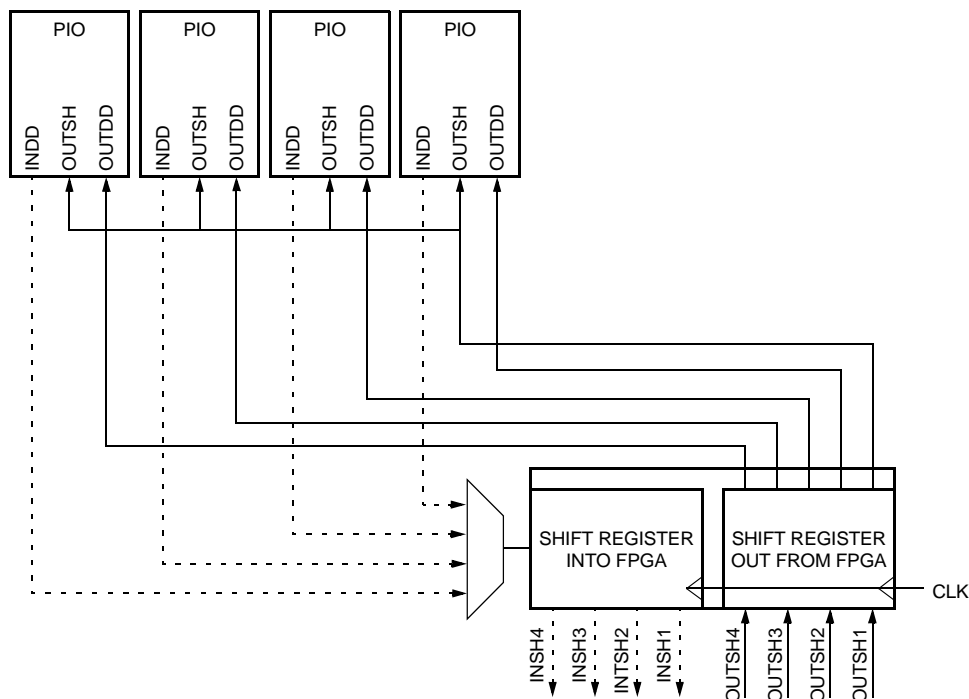 PIO
PIO
PIO
PIO
INDD
OUTSH
OUTDD
INDD
OUTSH
OUTDD
INDD
OUTSH
OUTDD
INDD
OUTSH
OUTDD
SHIFT REGISTER
INTO FPGA
SHIFT REGISTER
OUT FROM FPGA
CLK
INSH4
INSH3
INTSH2
INSH1
OUTSH4
OUTSH3
OUTSH2
OUTSH1